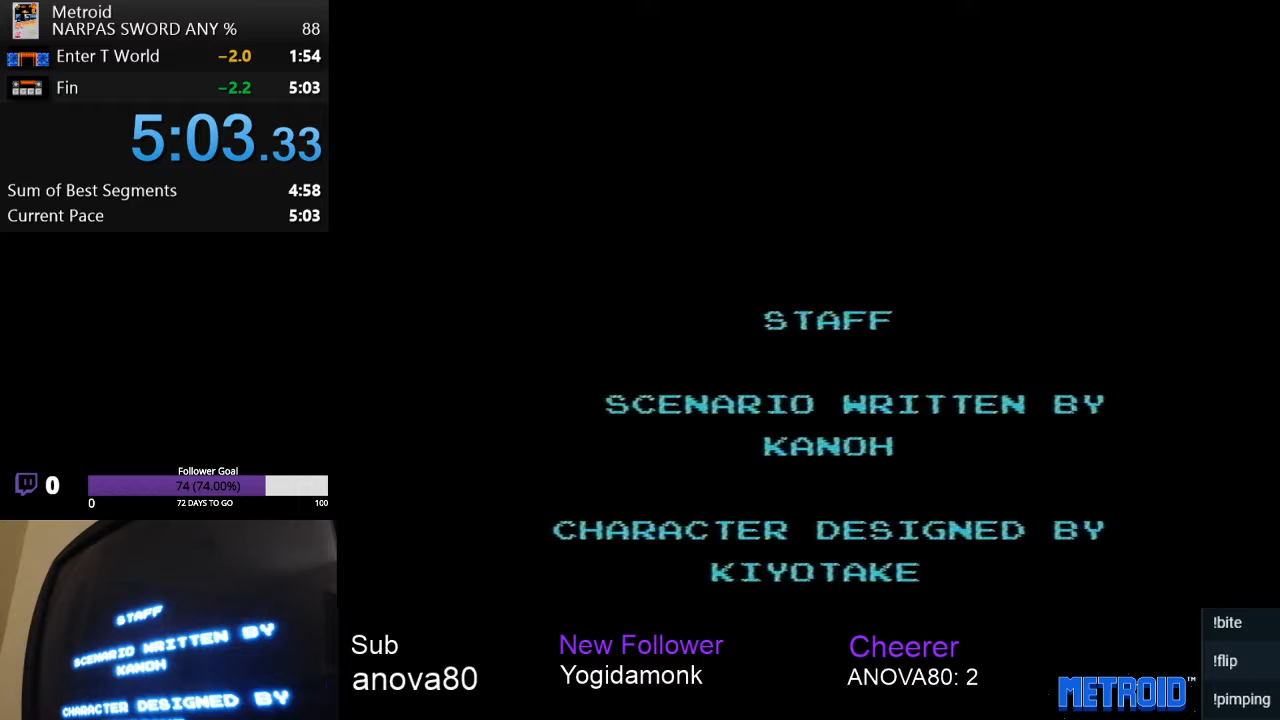 Metroid
NARPAS SWORD ANY % 88
Enter T World −2.0 1:54
Fin −2.2 5:03
5:03.33
Sum of Best Segments 4:58
Current Pace 5:03
STAFF
SCENARIO WRITTEN BY
KANOH
CHARACTER DESIGNED BY
KIYOTAKE
Follower Goal
0 74 (74.00%)
0 72 DAYS TO GO 100
STAFF
SCENARIO WRITTEN BY
KANOH
CHARACTER DESIGNED BY
Sub
anova80
New Follower
Yogidamonk
Cheerer
ANOVA80: 2
METROID™
!bite
!flip
!pimping